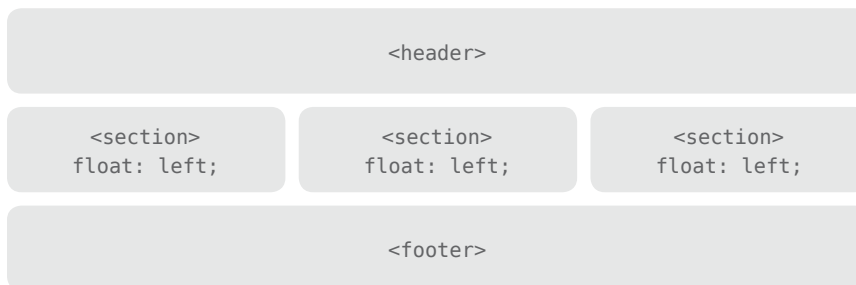 <header>
<section> <section> <section>
float: left; float: left; float: left;
<footer>